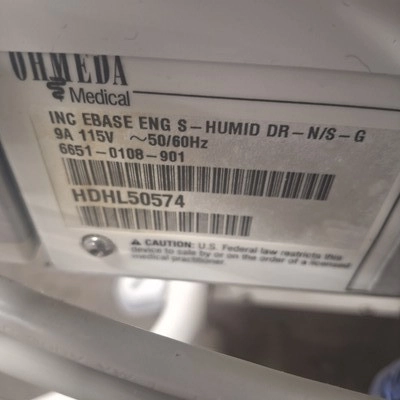 OHMEDA
Medical
INC EBASE ENG S-HUMID DR-N/S-G
9A 115V ~50/60Hz
6651-0108-901
HDHL50574
⚠ CAUTION: U.S. Federal law restricts this
device to sale by or on the order of a licensed
medical practitioner.